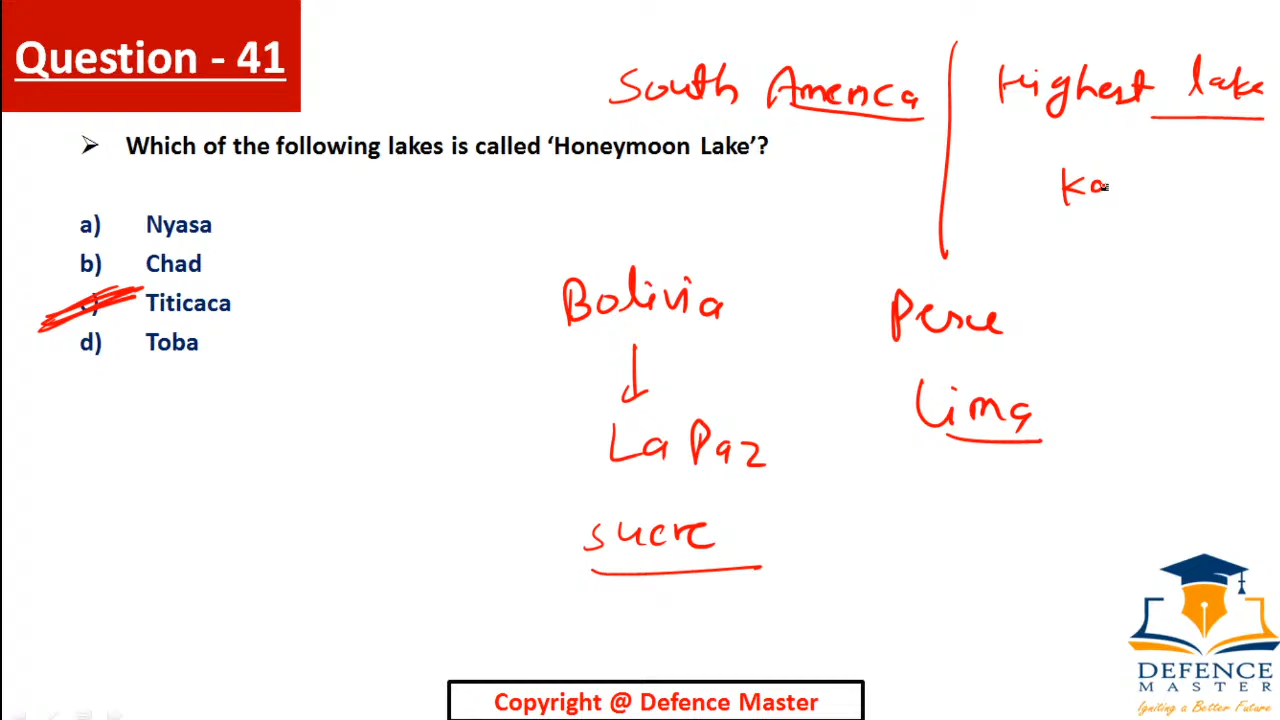 Question - 41
South America
Highest lake
Ka
➢ Which of the following lakes is called ‘Honeymoon Lake’?
a) Nyasa
b) Chad
c) Titicaca
d) Toba
Bolivia
La Paz
sucre
Peru
Lima
DEFENCE
MASTER
Igniting a Better Future
Copyright @ Defence Master